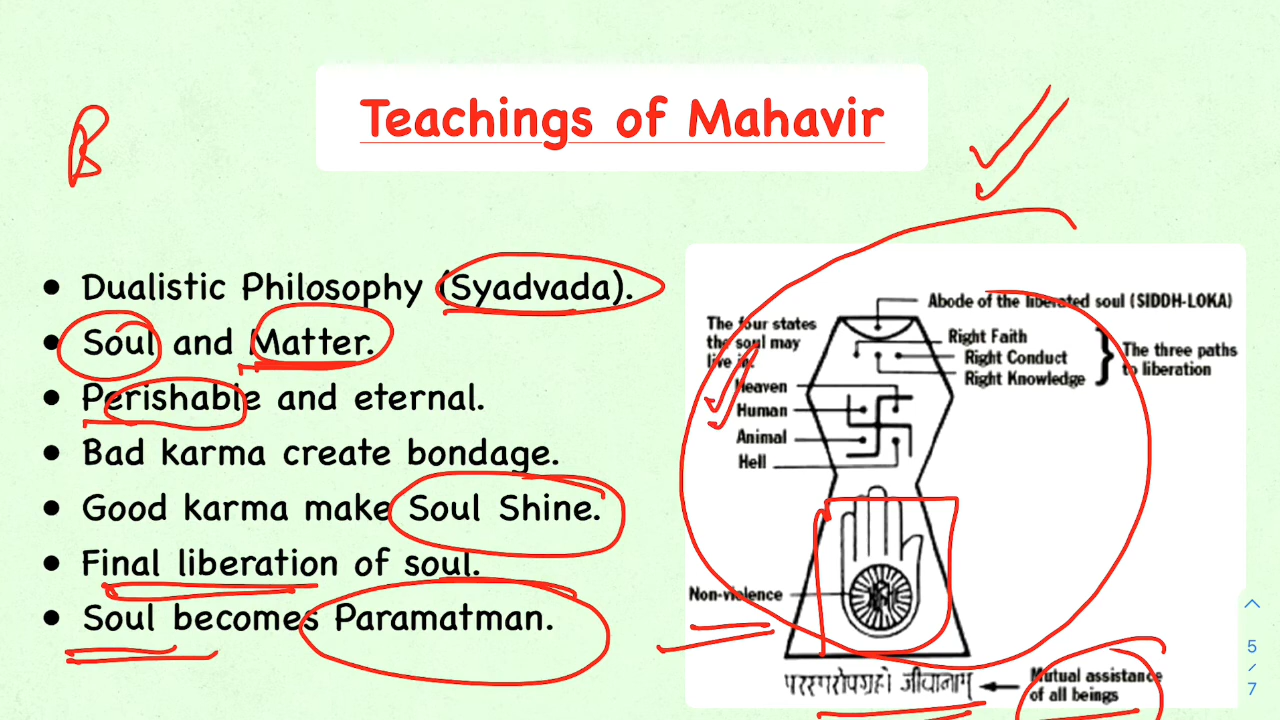 B
Teachings of Mahavir
• Dualistic Philosophy (Syadvada).
• Soul and Matter.
• Perishable and eternal.
• Bad karma create bondage.
• Good karma make Soul Shine.
• Final liberation of soul.
• Soul becomes Paramatman.
Abode of the liberated soul (SIDDH-LOKA)
The four states
the soul may
live in:
Right Faith
Right Conduct
Right Knowledge
The three paths
to liberation
Heaven
Human
Animal
Hell
Non-violence
परस्परोपग्रहो जीवानाम्
Mutual assistance
of all beings
5
/
7